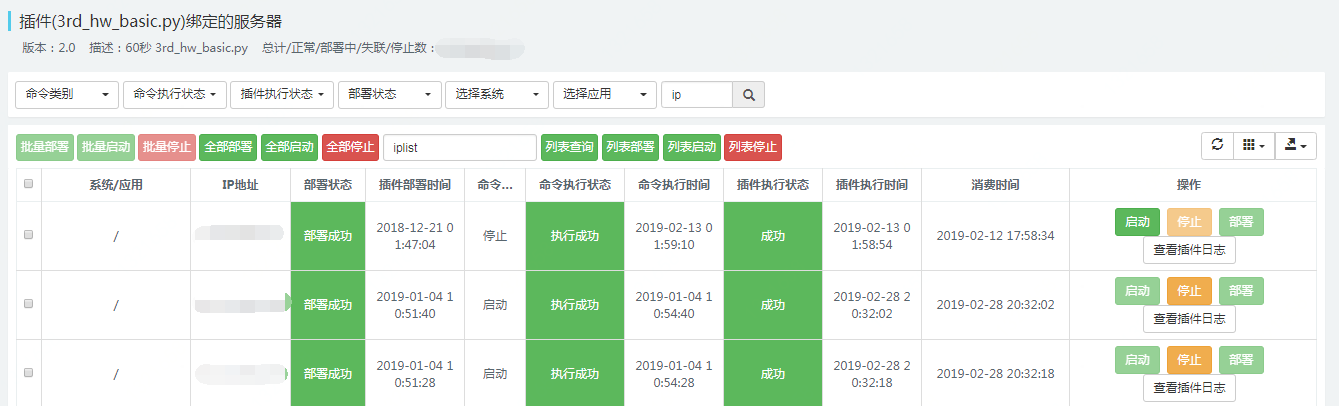 插件(3rd_hw_basic.py)绑定的服务器
版本：2.0 描述：60秒 3rd_hw_basic.py 总计/正常/部署中/失联/停止数：
命令类别 命令执行状态 插件执行状态 部署状态 选择系统 选择应用 ip
批量部署 批量启动 批量停止 全部部署 全部启动 全部停止 iplist 列表查询 列表部署 列表启动 列表停止
系统/应用 IP地址 部署状态 插件部署时间 命令... 命令执行状态 命令执行时间 插件执行状态 插件执行时间 消费时间 操作
/ 部署成功 2018-12-21 01:47:04 停止 执行成功 2019-02-13 01:59:10 成功 2019-02-13 01:58:54 2019-02-12 17:58:34 启动 停止 部署
查看插件日志
/ 部署成功 2019-01-04 10:51:40 启动 执行成功 2019-01-04 10:54:40 成功 2019-02-28 20:32:02 2019-02-28 20:32:02 启动 停止 部署
查看插件日志
/ 部署成功 2019-01-04 10:51:28 启动 执行成功 2019-01-04 10:54:28 成功 2019-02-28 20:32:18 2019-02-28 20:32:18 启动 停止 部署
查看插件日志